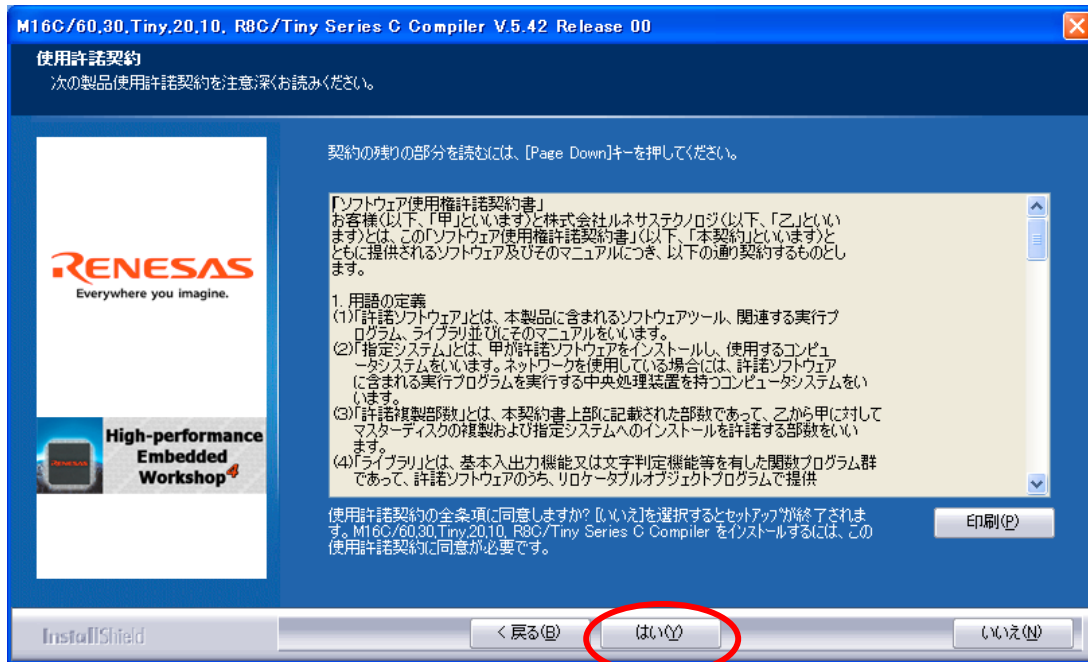 M16C/60,30,Tiny,20,10, R8C/Tiny Series C Compiler V.5.42 Release 00
使用許諾契約
次の製品使用許諾契約を注意深くお読みください。
契約の残りの部分を読むには、[Page Down]キーを押してください。
「ソフトウェア使用権許諾契約書」
お客様(以下、「甲」といいます)と株式会社ルネサステクノロジ(以下、「乙」といい
ます)とは、この「ソフトウェア使用権許諾契約書」(以下、「本契約」といいます)と
ともに提供されるソフトウェア及びそのマニュアルにつき、以下の通り契約するものとし
ます。
1. 用語の定義
(1)「許諾ソフトウェア」とは、本製品に含まれるソフトウェアツール、関連する実行プ
ログラム、ライブラリ並びにそのマニュアルをいいます。
(2)「指定システム」とは、甲が許諾ソフトウェアをインストールし、使用するコンピュ
ータシステムをいいます。ネットワークを使用している場合には、許諾ソフトウェア
に含まれる実行プログラムを実行する中央処理装置を持つコンピュータシステムをい
います。
(3)「許諾複製部数」とは、本契約書上部に記載された部数であって、乙から甲に対して
マスターディスクの複製および指定システムへのインストールを許諾する部数をいい
ます。
(4)「ライブラリ」とは、基本入出力機能又は文字判定機能等を有した関数プログラム群
であって、許諾ソフトウェアのうち、リロケータブルオブジェクトプログラムで提供
RENESAS
Everywhere you imagine.
High-performance
Embedded
Workshop4
使用許諾契約の全条項に同意しますか? [いいえ]を選択するとセットアップが終了されま
す。M16C/60,30,Tiny,20,10, R8C/Tiny Series C Compiler をインストールするには、この
使用許諾契約に同意が必要です。
印刷(P)
InstallShield
< 戻る(B)
はい(Y)
いいえ(N)